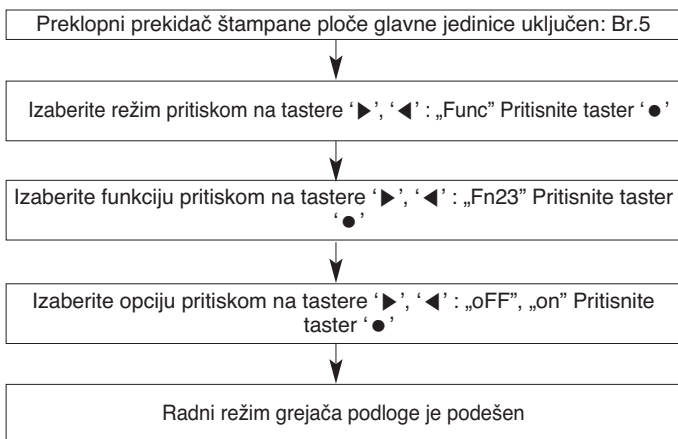 Preklopni prekidač štampane ploče glavne jedinice uključen: Br.5
Izaberite režim pritiskom na tastere ‘▶’, ‘◀’ : „Func” Pritisnite taster ‘●’
Izaberite funkciju pritiskom na tastere ‘▶’, ‘◀’ : „Fn23” Pritisnite taster
‘●’
Izaberite opciju pritiskom na tastere ‘▶’, ‘◀’ : „oFF”, „on” Pritisnite
taster ‘●’
Radni režim grejača podloge je podešen